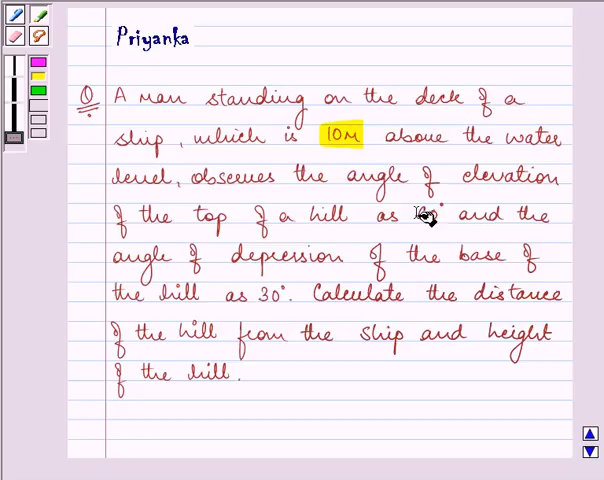 Priyanka
Q A man standing on the deck of a
ship, which is 10m above the water
level, observes the angle of elevation
of the top of a hill as and the
angle of depression of the base of
the hill as 30°. Calculate the distance
of the hill from the ship and height
of the hill.